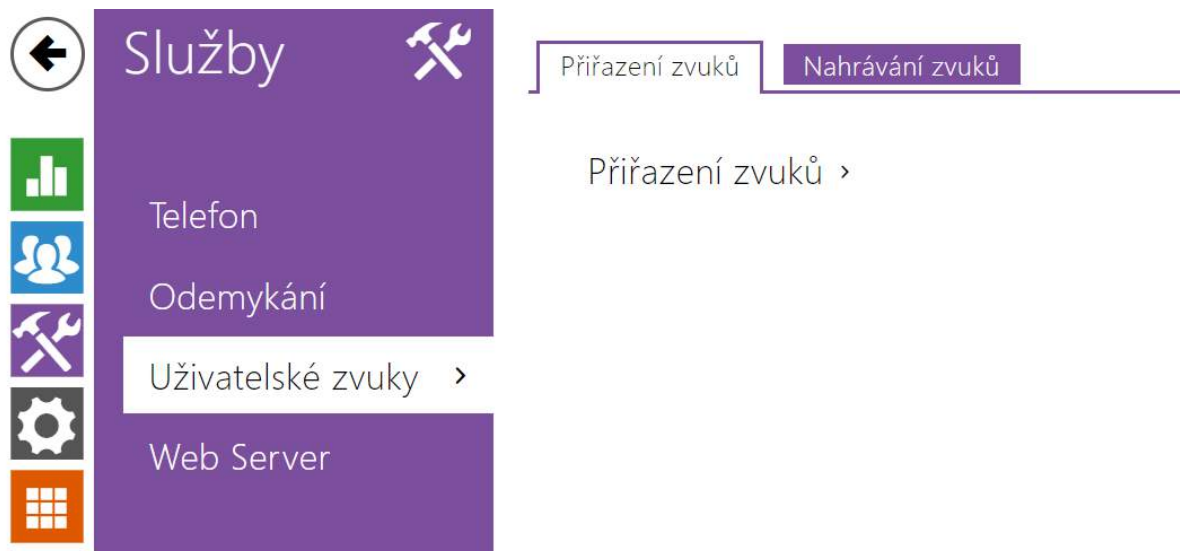 Služby
Přiřazení zvuků
Nahrávání zvuků
Přiřazení zvuků ›
Telefon
Odemykání
Uživatelské zvuky ›
Web Server